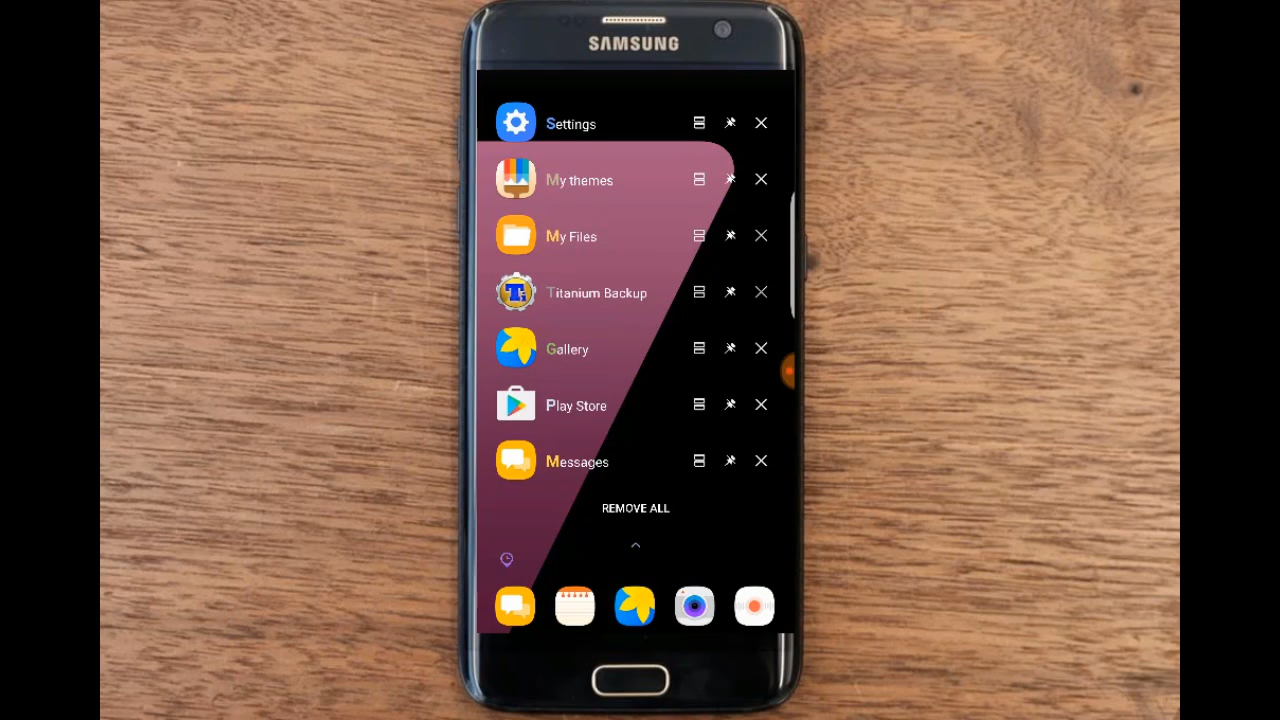 SAMSUNG
Settings
My themes
My Files
Titanium Backup
Gallery
Play Store
Messages
REMOVE ALL